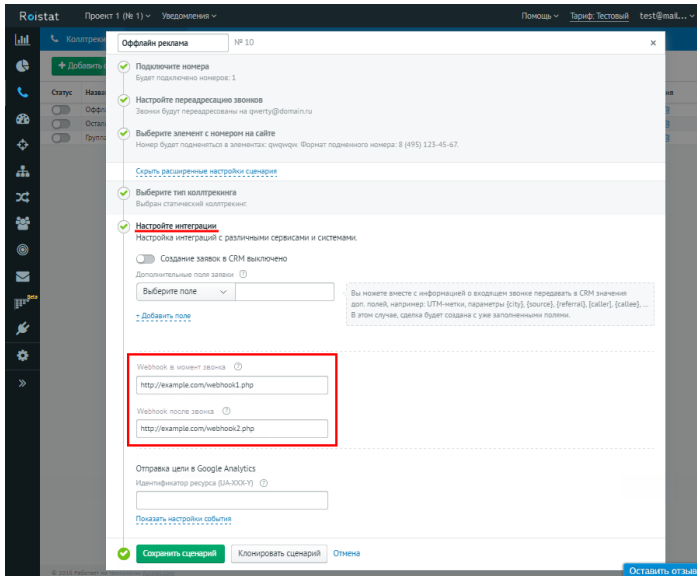 Roistat Проект 1 (№ 1) Уведомления Помощь Тариф: Тестовый test@mail...
Коллтреки
Оффлайн реклама № 10 ×
+ Добавить
Подключите номера
Будет подключено номеров: 1
Статус Назва
Настройте переадресацию звонков
Звонки будут переадресованы на qwerty@domain.ru
Оффл
Остал
Группа
Выберите элемент с номером на сайте
Номер будет подменяться в элементах: qwqwqw. Формат подменного номера: 8 (495) 123-45-67.
Скрыть расширенные настройки сценария
Выберите тип коллтрекинга
Выбран статический коллтрекинг.
Настройте интеграции
Настройка интеграций с различными сервисами и системами.
Создание заявок в CRM выключено
Дополнительные поля заявки ?
Выберите поле
Вы можете вместе с информацией о входящем звонке передавать в CRM значения
доп. полей, например: UTM-метки, параметры {city}, {source}, {referral}, {caller}, {callee}, ...
В этом случае, сделка будет создана с уже заполненными полями.
+ Добавить поле
Beta
Webhook в момент звонка ?
http://example.com/webhook1.php
Webhook после звонка ?
http://example.com/webhook2.php
Отправка цели в Google Analytics
Идентификатор ресурса (UA-XXX-Y) ?
Показать настройки события
Сохранить сценарий Клонировать сценарий Отмена
Оставить отзыв